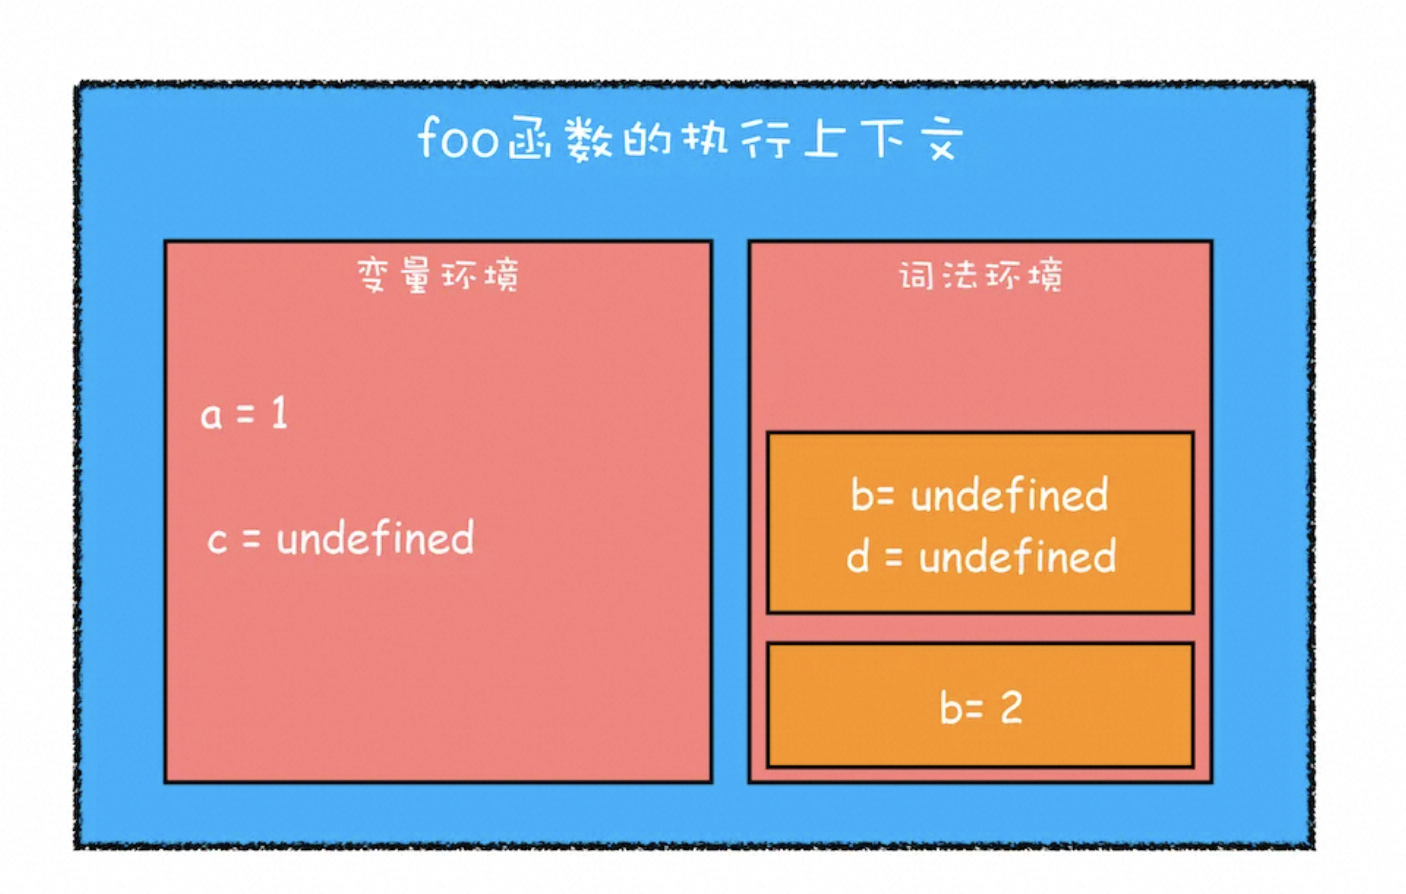 foo函数的执行上下文
变量环境
a = 1
c = undefined
词法环境
b= undefined
d = undefined
b= 2